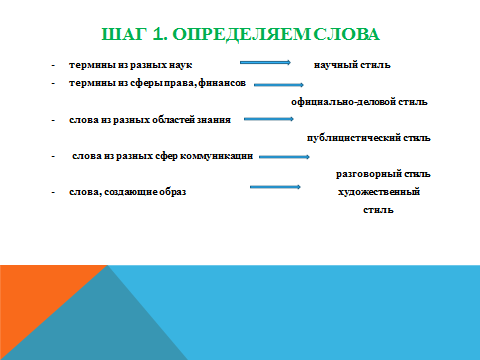 ШАГ 1. ОПРЕДЕЛЯЕМ СЛОВА
- термины из разных наук научный стиль
- термины из сферы права, финансов
официально-деловой стиль
- слова из разных областей знания
публицистический стиль
- слова из разных сфер коммуникации
разговорный стиль
- слова, создающие образ художественный
стиль